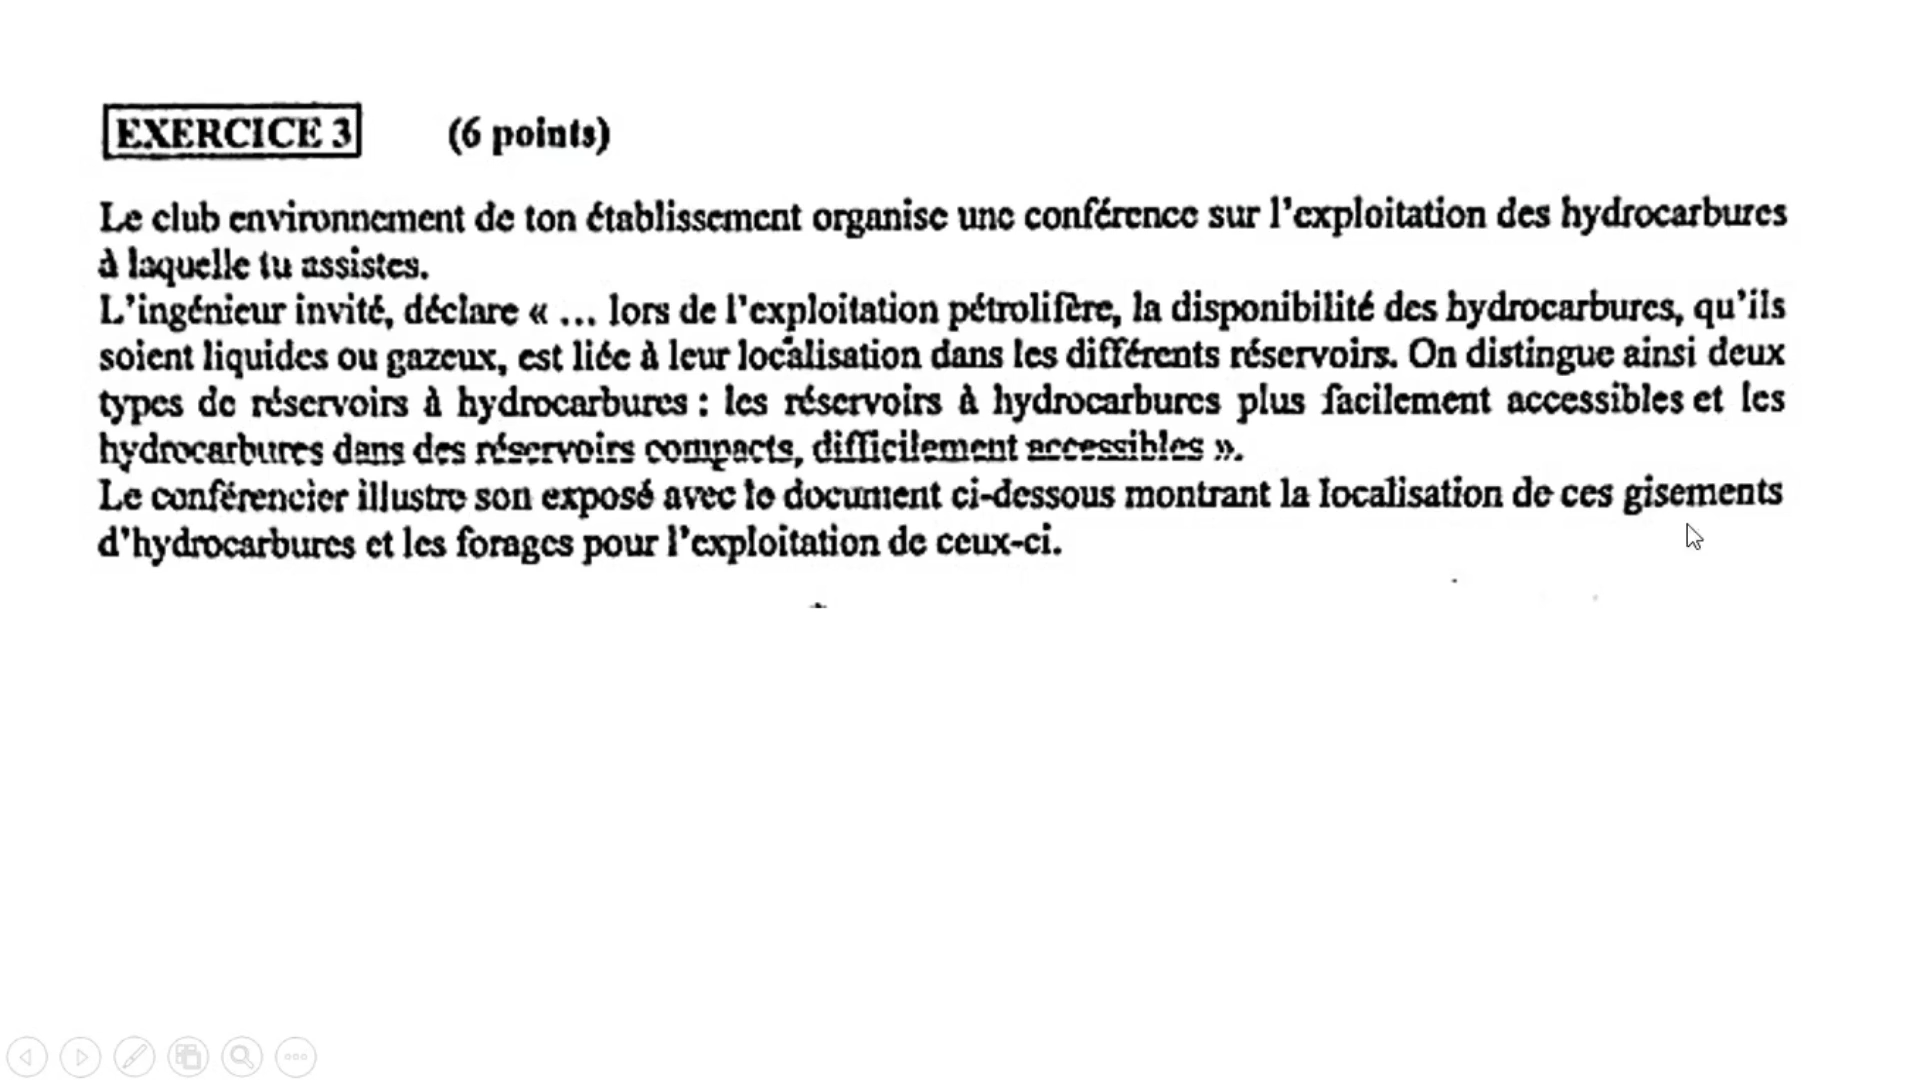 EXERCICE 3 (6 points)
Le club environnement de ton établissement organise une conférence sur l'exploitation des hydrocarbures
à laquelle tu assistes.
L'ingénieur invité, déclare « ... lors de l'exploitation pétrolifère, la disponibilité des hydrocarbures, qu'ils
soient liquides ou gazeux, est liée à leur localisation dans les différents réservoirs. On distingue ainsi deux
types de réservoirs à hydrocarbures : les réservoirs à hydrocarbures plus facilement accessibles et les
hydrocarbures dans des réservoirs compacts, difficilement accessibles ».
Le conférencier illustre son exposé avec le document ci-dessous montrant la localisation de ces gisements
d'hydrocarbures et les forages pour l'exploitation de ceux-ci.